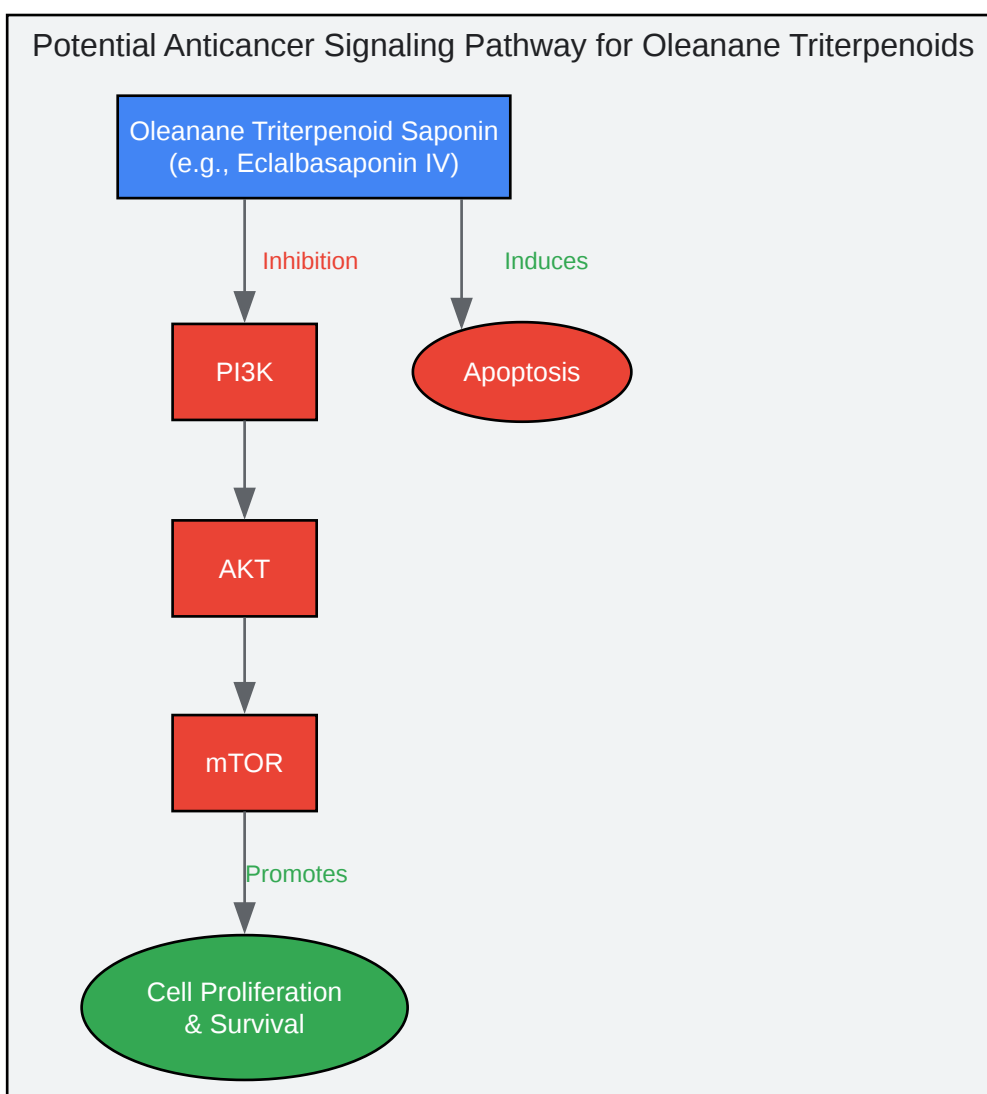 Potential Anticancer Signaling Pathway for Oleanane Triterpenoids
Oleanane Triterpenoid Saponin
(e.g., Eclalbasaponin IV)
Inhibition
Induces
PI3K
Apoptosis
AKT
mTOR
Promotes
Cell Proliferation
& Survival